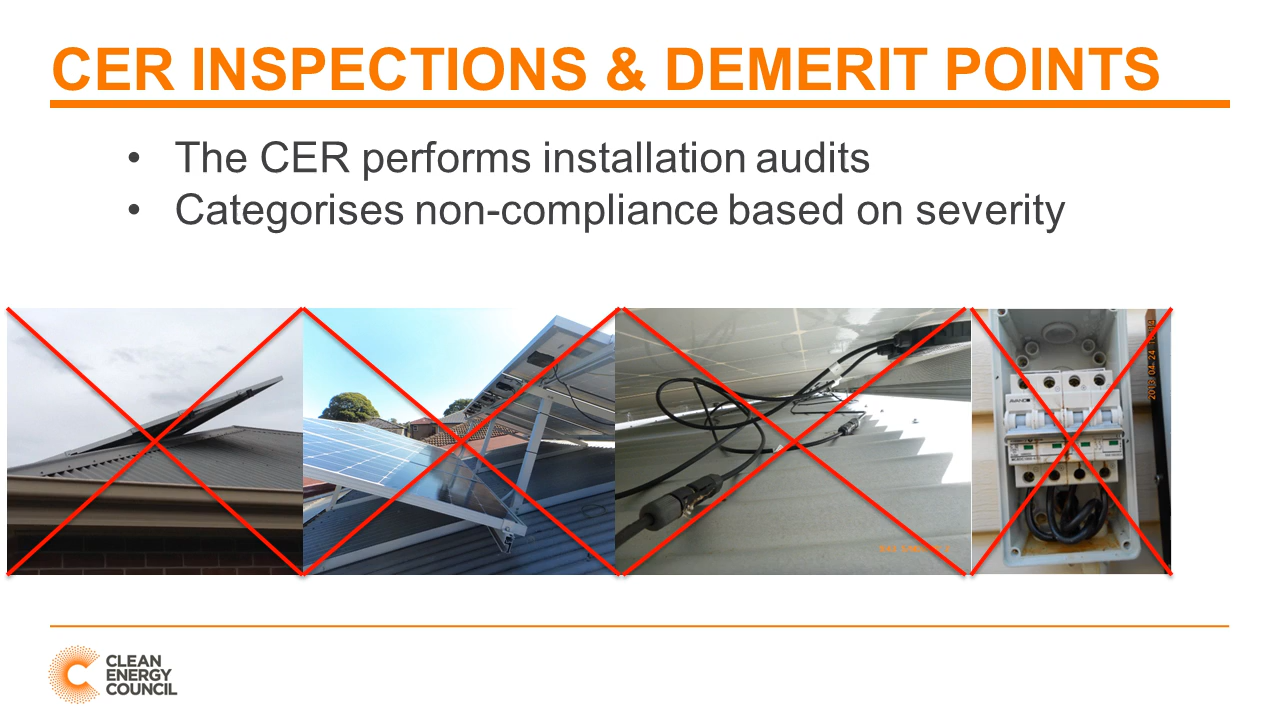 CER INSPECTIONS & DEMERIT POINTS
• The CER performs installation audits
• Categorises non-compliance based on severity
CLEAN
ENERGY
COUNCIL